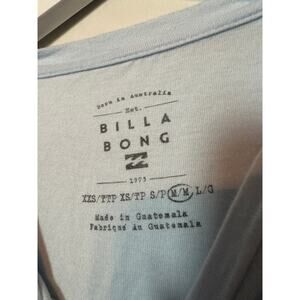 Born in Australia
Est.
BILLA
BONG
1973
XXS/TTP XS/TP S/P M/M L/G
Made in Guatemala
Fabriqué Au Guatemala